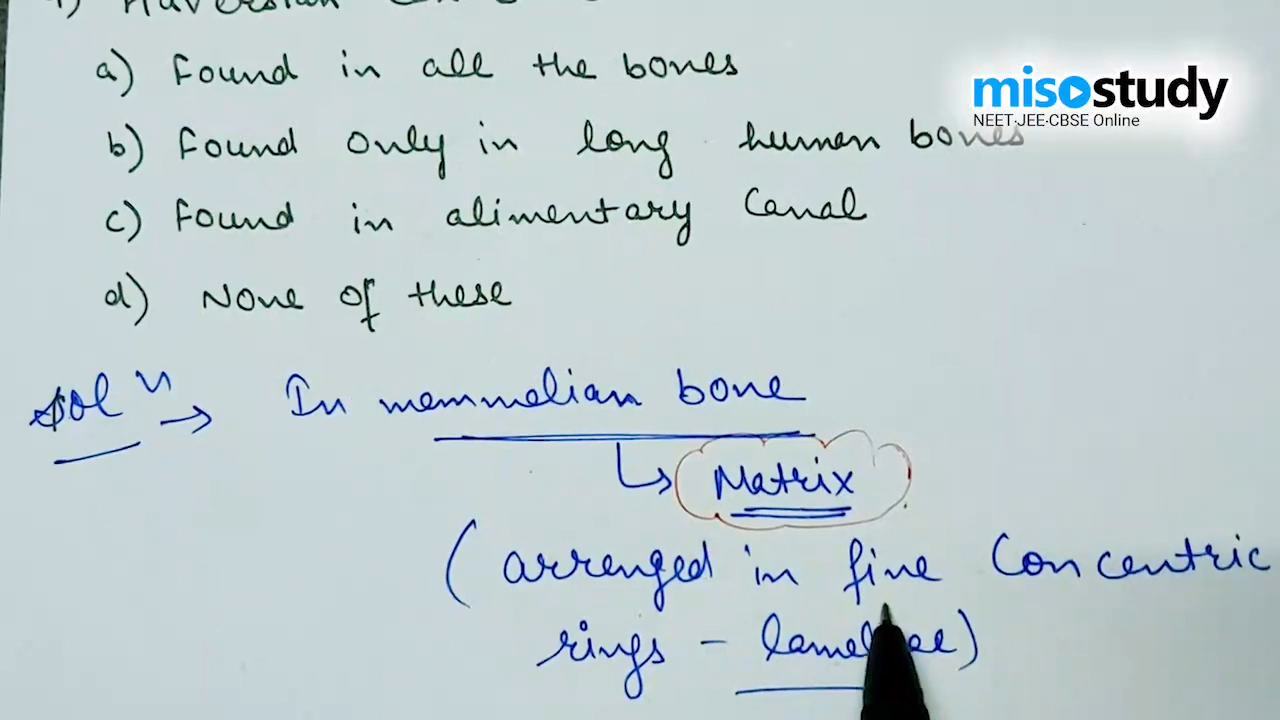 Haversian
a) Found in all the bones
misostudy
NEET-JEE-CBSE Online
b) Found Only in long human bones
c) Found in alimentary Canal
d) None of these
Solⁿ → In mammalian bone
Matrix
(arranged in fine Concentric
rings - lamellae)